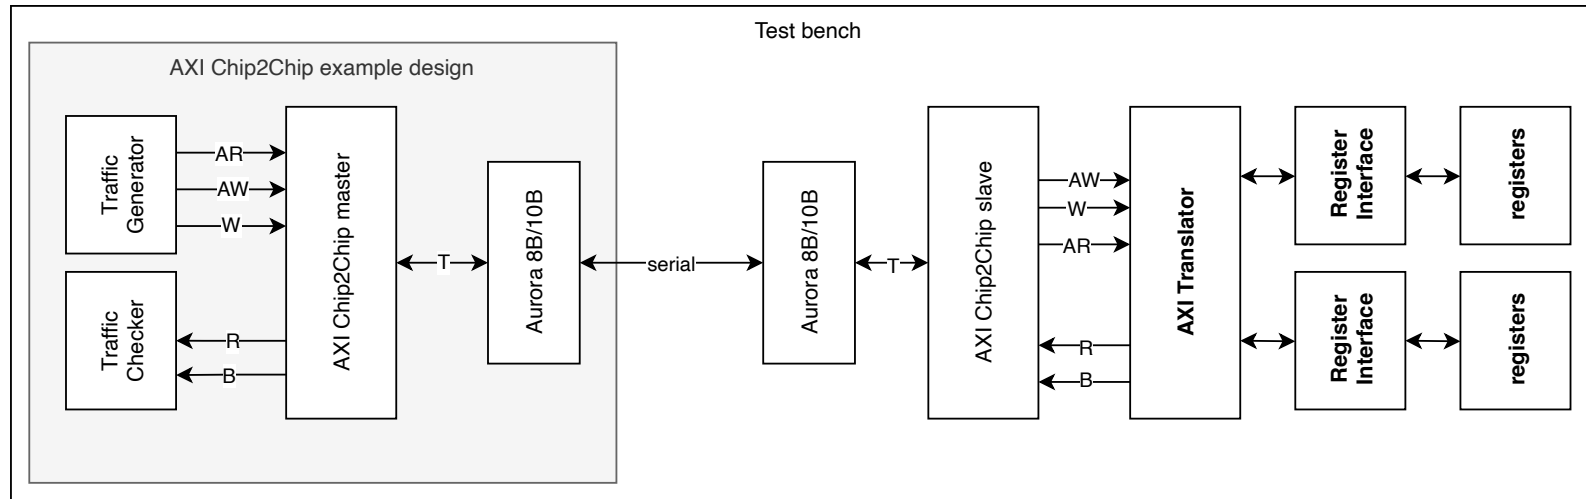 Test bench
AXI Chip2Chip example design
Traffic
Generator
AR
AW
W
Traffic
Checker
R
B
AXI Chip2Chip master
T
Aurora 8B/10B
serial
Aurora 8B/10B
T
AXI Chip2Chip slave
AW
W
AR
R
B
AXI Translator
Register
Interface
registers
Register
Interface
registers